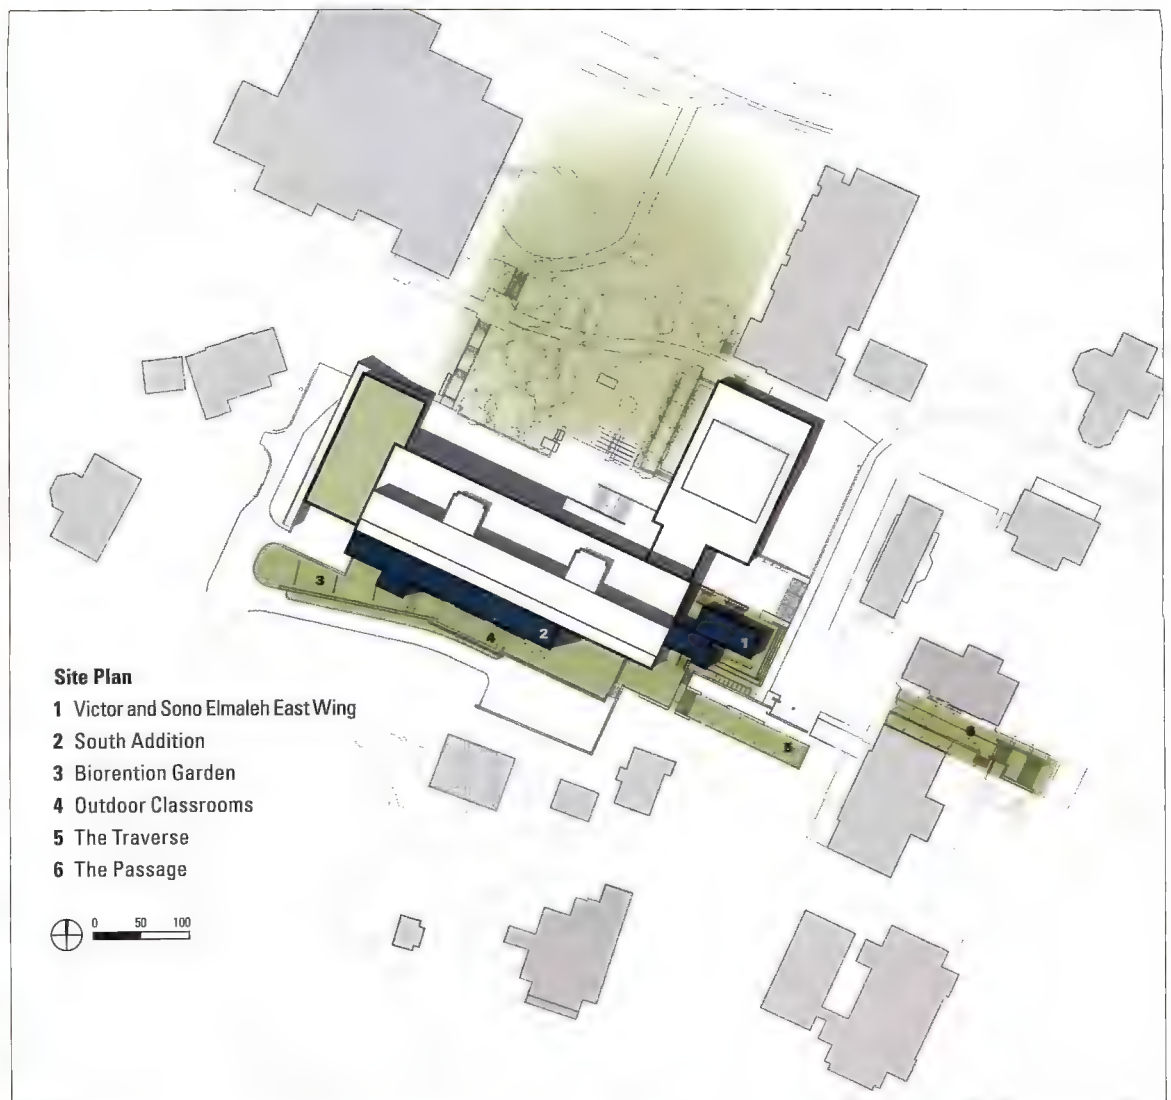 Site Plan
1 Victor and Sono Elmaleh East Wing
2 South Addition
3 Biorention Garden
4 Outdoor Classrooms
5 The Traverse
6 The Passage
0 50 100
1
2
3
4
5
6